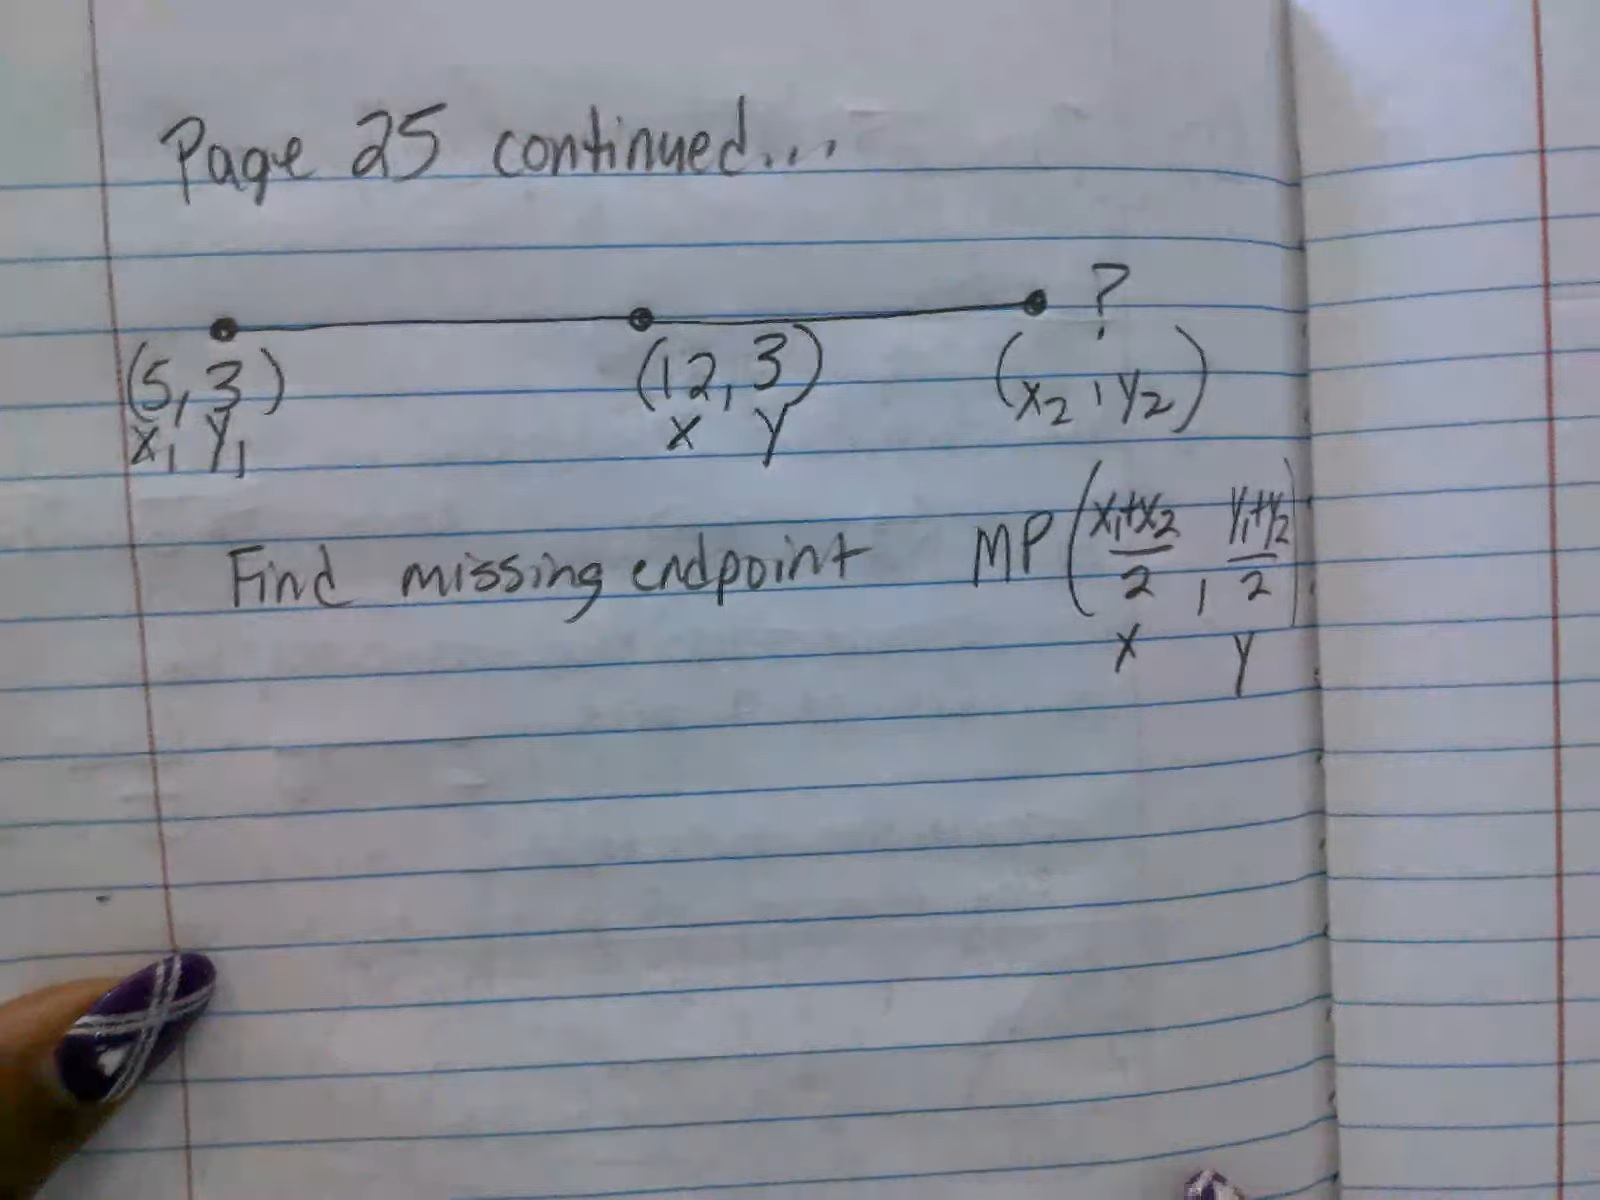 Page 25 continued...
?
(5, 3) (12, 3) (x₂, y₂)
x₁ y₁ x y
Find missing endpoint MP (x₁+x₂/2, y₁+y₂/2)
x y